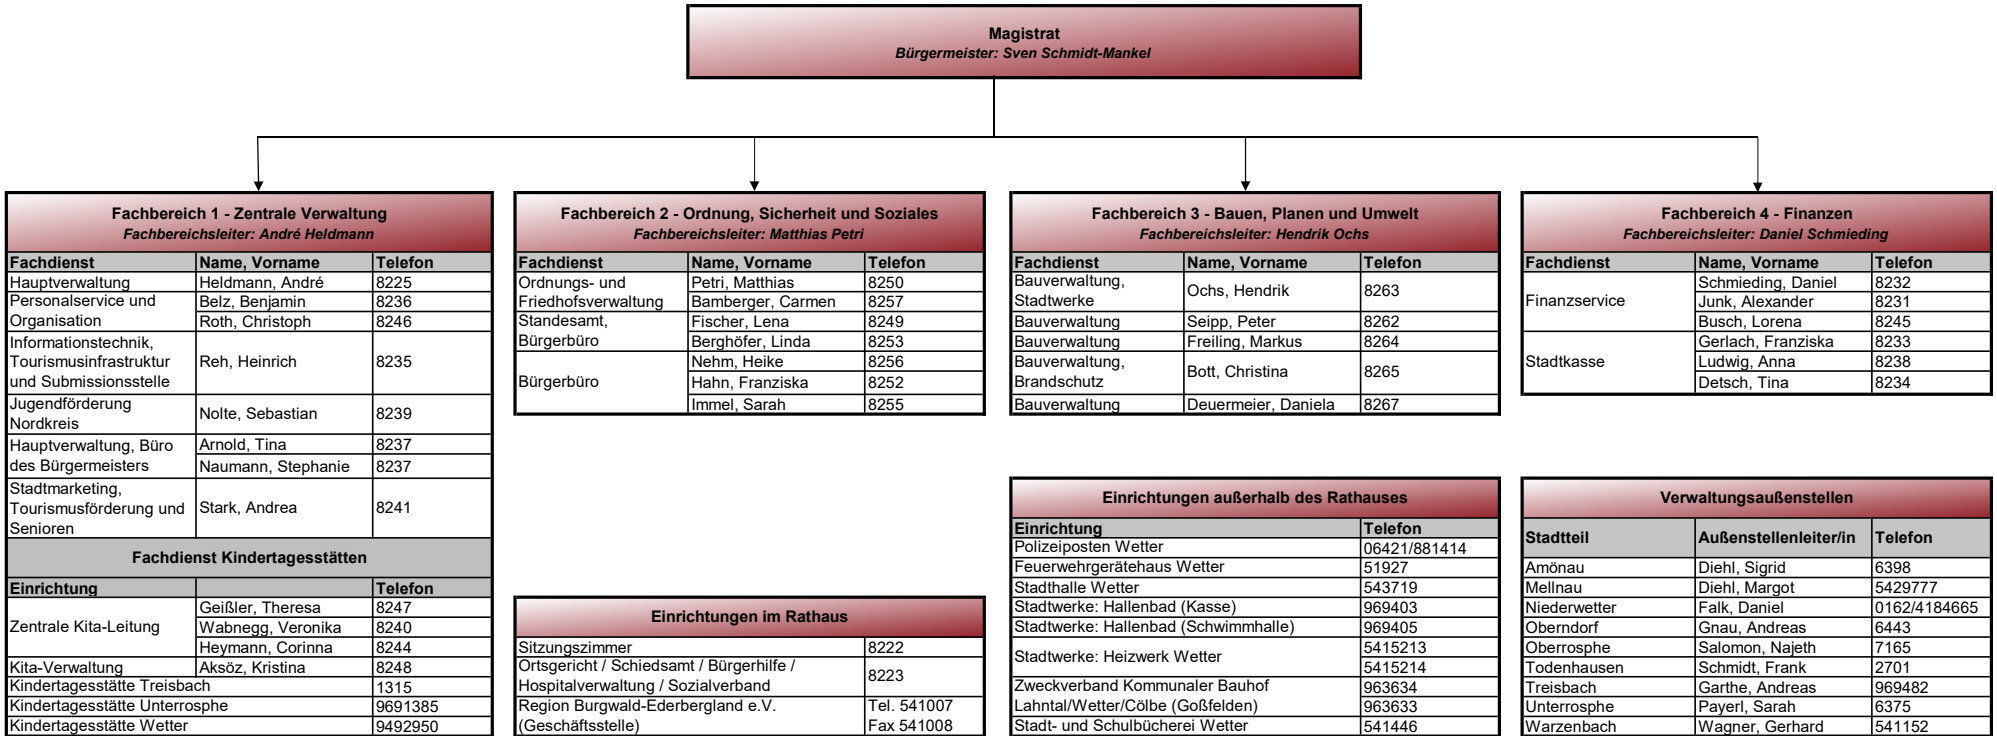 Magistrat
Bürgermeister: Sven Schmidt-Mankel
Fachbereich 1 - Zentrale Verwaltung
Fachbereichsleiter: André Heldmann
Fachdienst Name, Vorname Telefon
Hauptverwaltung Heldmann, André 8225
Personalservice und Belz, Benjamin 8236
Organisation Roth, Christoph 8246
Informationstechnik,
Tourismusinfrastruktur Reh, Heinrich 8235
und Submissionsstelle
Jugendförderung
Nordkreis Nolte, Sebastian 8239
Hauptverwaltung, Büro Arnold, Tina 8237
des Bürgermeisters Naumann, Stephanie 8237
Stadtmarketing,
Tourismusförderung und Stark, Andrea 8241
Senioren
Fachdienst Kindertagesstätten
Einrichtung Telefon
Geißler, Theresa 8247
Zentrale Kita-Leitung Wabnegg, Veronika 8240
Heymann, Corinna 8244
Kita-Verwaltung Aksöz, Kristina 8248
Kindertagesstätte Treisbach 1315
Kindertagesstätte Unterrosphe 9691385
Kindertagesstätte Wetter 9492950
Fachbereich 2 - Ordnung, Sicherheit und Soziales
Fachbereichsleiter: Matthias Petri
Fachdienst Name, Vorname Telefon
Ordnungs- und Petri, Matthias 8250
Friedhofsverwaltung Bamberger, Carmen 8257
Standesamt, Fischer, Lena 8249
Bürgerbüro Berghöfer, Linda 8253
Nehm, Heike 8256
Bürgerbüro Hahn, Franziska 8252
Immel, Sarah 8255
Einrichtungen im Rathaus
Sitzungszimmer 8222
Ortsgericht / Schiedsamt / Bürgerhilfe /
Hospitalverwaltung / Sozialverband 8223
Region Burgwald-Ederbergland e.V. Tel. 541007
(Geschäftsstelle) Fax 541008
Fachbereich 3 - Bauen, Planen und Umwelt
Fachbereichsleiter: Hendrik Ochs
Fachdienst Name, Vorname Telefon
Bauverwaltung,
Stadtwerke Ochs, Hendrik 8263
Bauverwaltung Seipp, Peter 8262
Bauverwaltung Freiling, Markus 8264
Bauverwaltung,
Brandschutz Bott, Christina 8265
Bauverwaltung Deuermeier, Daniela 8267
Einrichtungen außerhalb des Rathauses
Einrichtung Telefon
Polizeiposten Wetter 06421/881414
Feuerwehrgerätehaus Wetter 51927
Stadthalle Wetter 543719
Stadtwerke: Hallenbad (Kasse) 969403
Stadtwerke: Hallenbad (Schwimmhalle) 969405
Stadtwerke: Heizwerk Wetter 5415213
5415214
Zweckverband Kommunaler Bauhof 963634
Lahntal/Wetter/Cölbe (Goßfelden) 963633
Stadt- und Schulbücherei Wetter 541446
Fachbereich 4 - Finanzen
Fachbereichsleiter: Daniel Schmieding
Fachdienst Name, Vorname Telefon
Schmieding, Daniel 8232
Finanzservice Junk, Alexander 8231
Busch, Lorena 8245
Gerlach, Franziska 8233
Stadtkasse Ludwig, Anna 8238
Detsch, Tina 8234
Verwaltungsaußenstellen
Stadtteil Außenstellenleiter/in Telefon
Amönau Diehl, Sigrid 6398
Mellnau Diehl, Margot 5429777
Niederwetter Falk, Daniel 0162/4184665
Oberndorf Gnau, Andreas 6443
Oberrosphe Salomon, Najeth 7165
Todenhausen Schmidt, Frank 2701
Treisbach Garthe, Andreas 969482
Unterrosphe Payerl, Sarah 6375
Warzenbach Wagner, Gerhard 541152